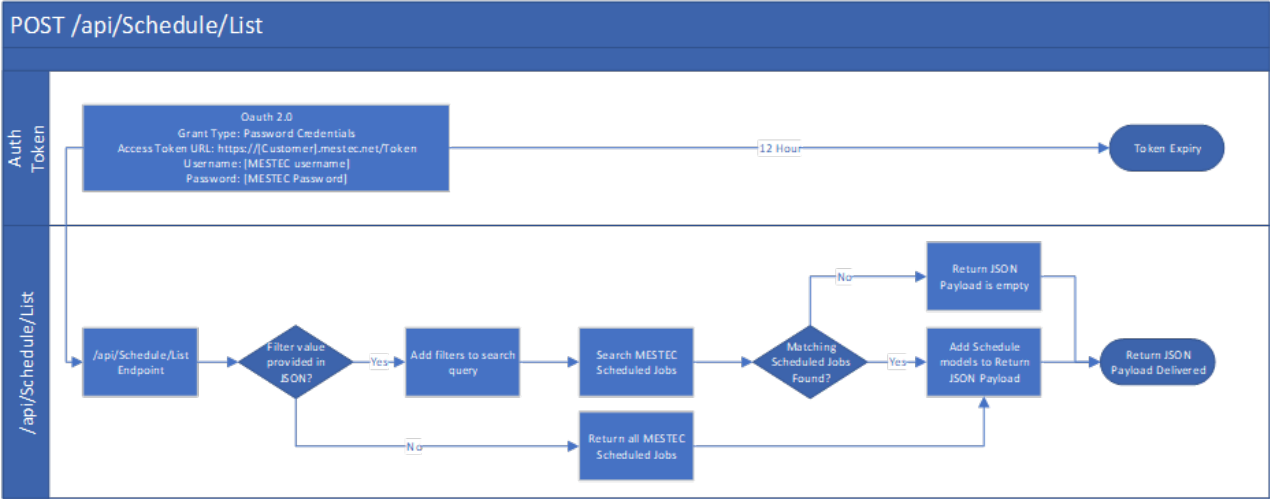 POST /api/Schedule/List
Auth
Token
Oauth 2.0
Grant Type: Password Credentials
Access Token URL: https://[Customer].mestec.net/Token
Username: [MESTEC username]
Password: [MESTEC Password]
12 Hour
Token Expiry
/api/Schedule/List
/api/Schedule/List
Endpoint
Filter value
provided in
JSON?
Yes
Add filters to search
query
Search MESTEC
Scheduled Jobs
Matching
Scheduled Jobs
Found?
No
Return JSON
Payload is empty
Yes
Add Schedule
models to Return
JSON Payload
Return JSON
Payload Delivered
No
Return all MESTEC
Scheduled Jobs